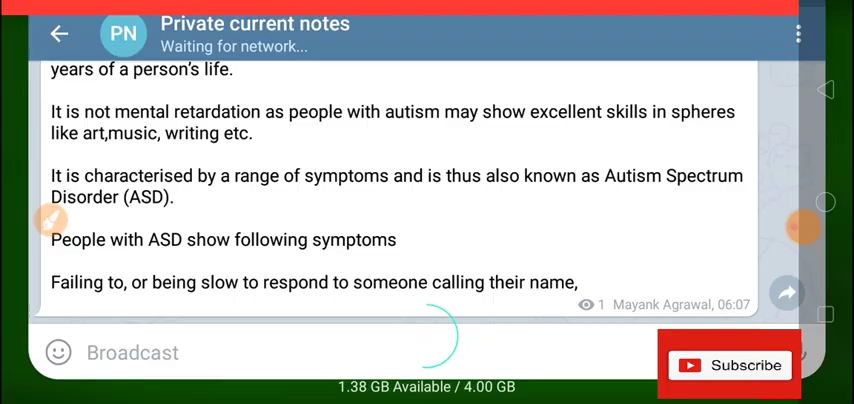 Private current notes
PN
Waiting for network...
years of a person's life.
It is not mental retardation as people with autism may show excellent skills in spheres
like art,music, writing etc.
It is characterised by a range of symptoms and is thus also known as Autism Spectrum
Disorder (ASD).
People with ASD show following symptoms
Failing to, or being slow to respond to someone calling their name,
1 Mayank Agrawal, 06:07
Broadcast
Subscribe
1.38 GB Available / 4.00 GB